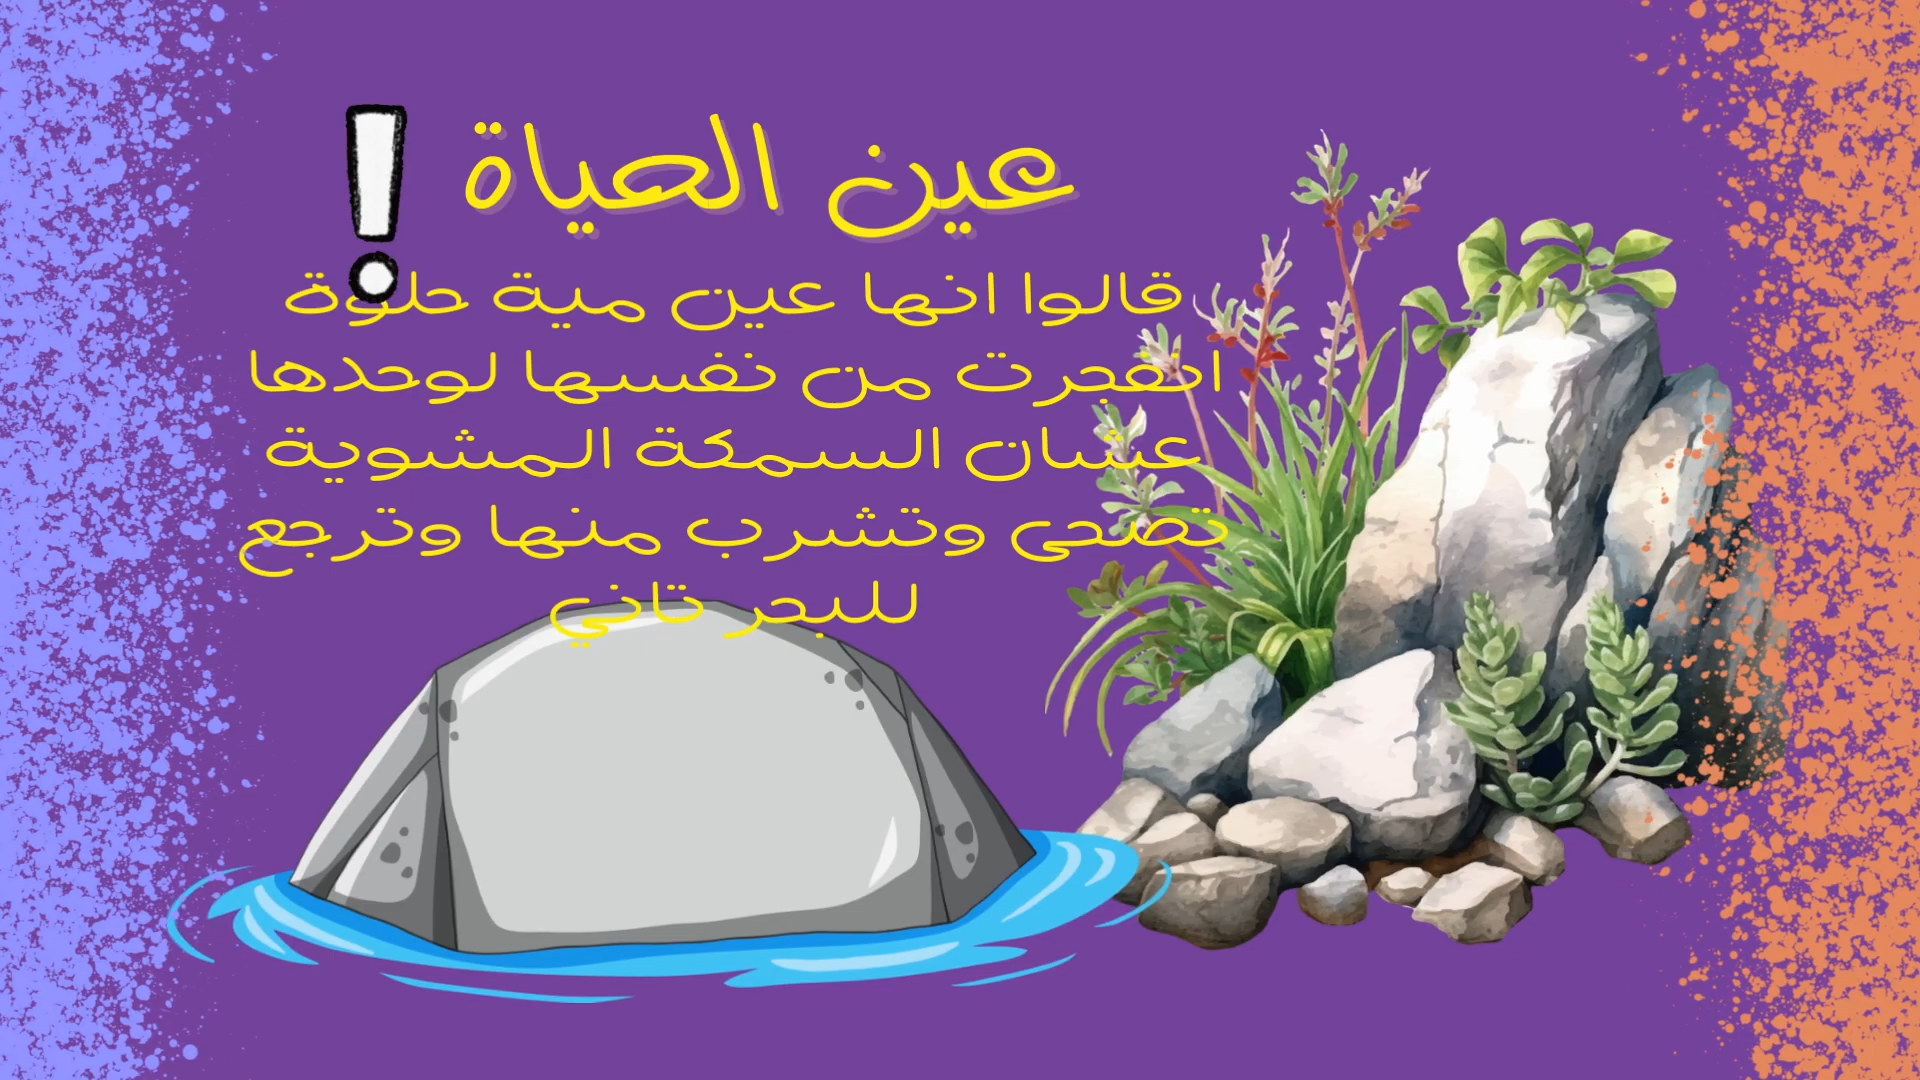 عين الحياة !
قالوا انها عين مية حلوة
انفجرت من نفسها لوحدها
عشان السمكة المشوية
تصحى وتشرب منها وترجع
للبحر تاني